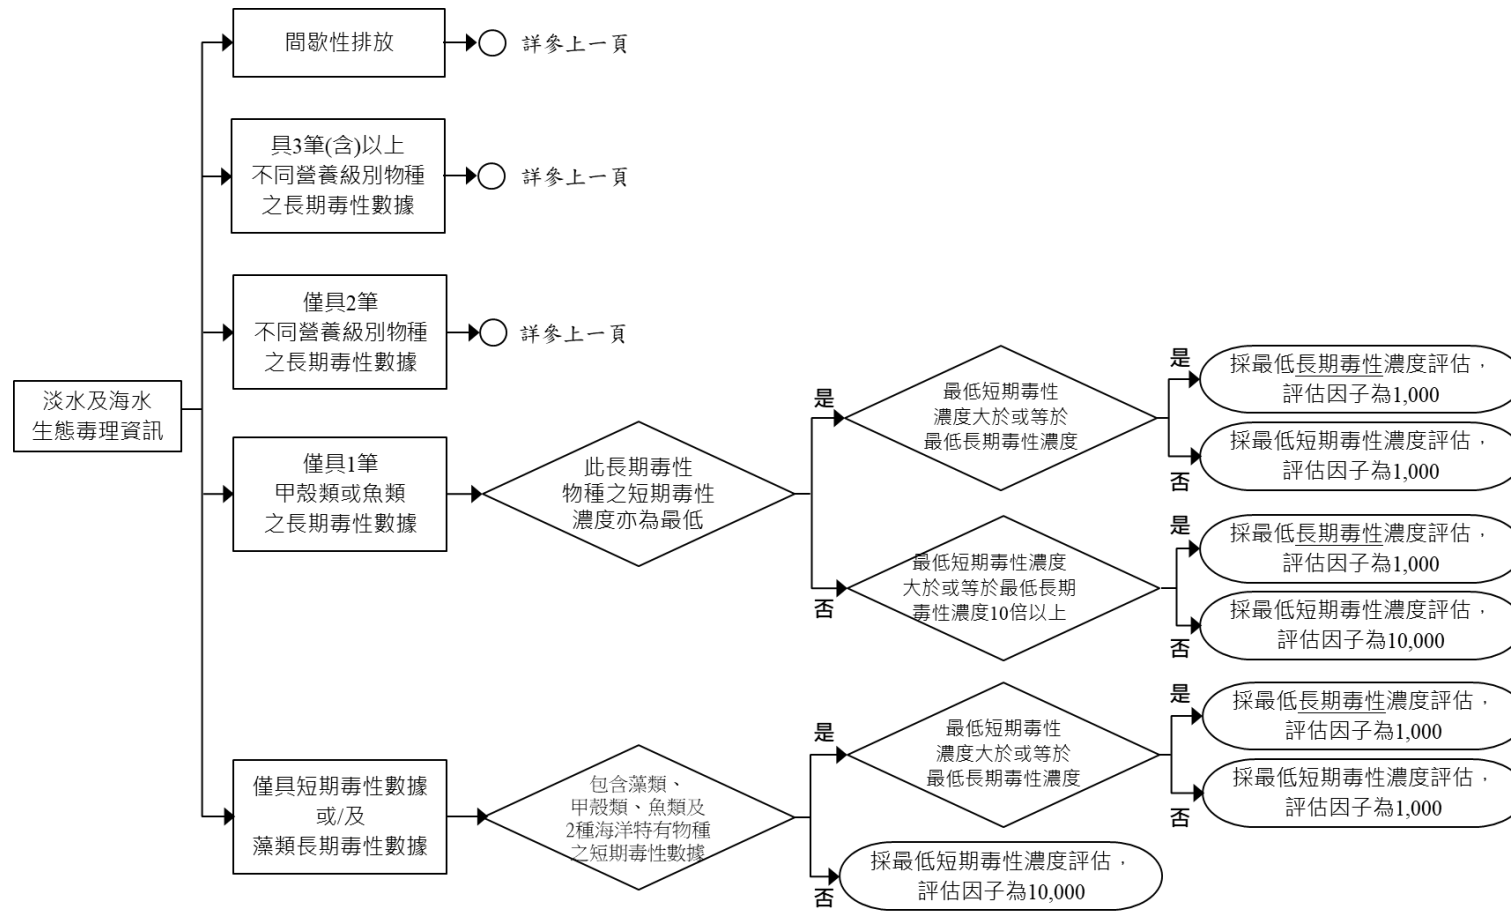 間歇性排放
詳參上一頁
具3筆(含)以上
不同營養級別物種
之長期毒性數據
詳參上一頁
僅具2筆
不同營養級別物種
之長期毒性數據
詳參上一頁
淡水及海水
生態毒理資訊
僅具1筆
甲殼類或魚類
之長期毒性數據
此長期毒性
物種之短期毒性
濃度亦為最低
是
最低短期毒性
濃度大於或等於
最低長期毒性濃度
是
採最低長期毒性濃度評估，
評估因子為1,000
否
採最低短期毒性濃度評估，
評估因子為1,000
否
最低短期毒性濃度
大於或等於最低長期
毒性濃度10倍以上
是
採最低長期毒性濃度評估，
評估因子為1,000
否
採最低短期毒性濃度評估，
評估因子為10,000
僅具短期毒性數據
或/及
藻類長期毒性數據
包含藻類、
甲殼類、魚類及
2種海洋特有物種
之短期毒性數據
是
最低短期毒性
濃度大於或等於
最低長期毒性濃度
是
採最低長期毒性濃度評估，
評估因子為1,000
否
採最低短期毒性濃度評估，
評估因子為1,000
否
採最低短期毒性濃度評估，
評估因子為10,000